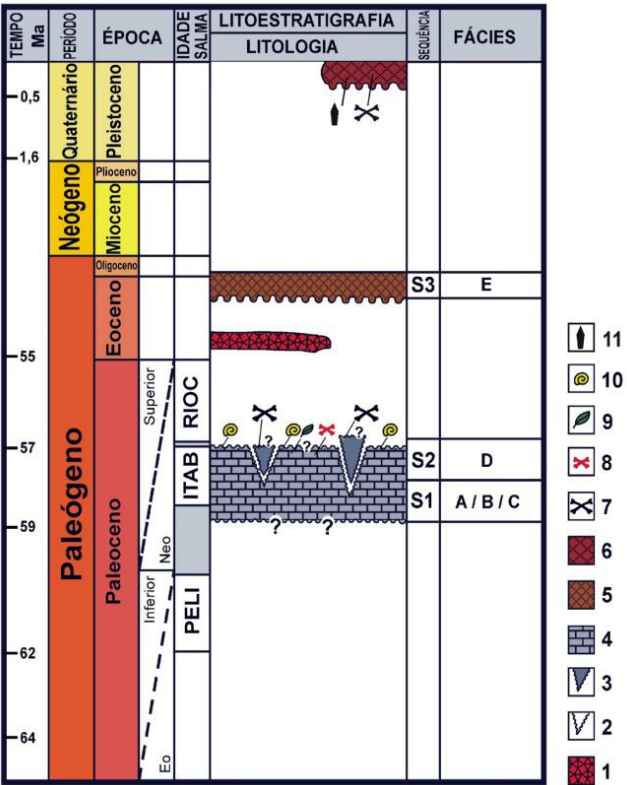 TEMPO Ma
PERÍODO
ÉPOCA
IDADE SALMA
LITOESTRATIGRAFIA
LITOLOGIA
SEQUÊNCIA
FÁCIES
0,5
1,6
55
57
59
62
64
Quaternário
Neógeno
Paleógeno
Pleistoceno
Plioceno
Mioceno
Oligoceno
Eoceno
Paleoceno
Superior
Neo
Inferior
Eo
RIOC
ITAB
PELI
?
?
?
?
?
S3
E
S2
D
S1
A / B / C
11
10
9
8
7
6
5
4
3
2
1